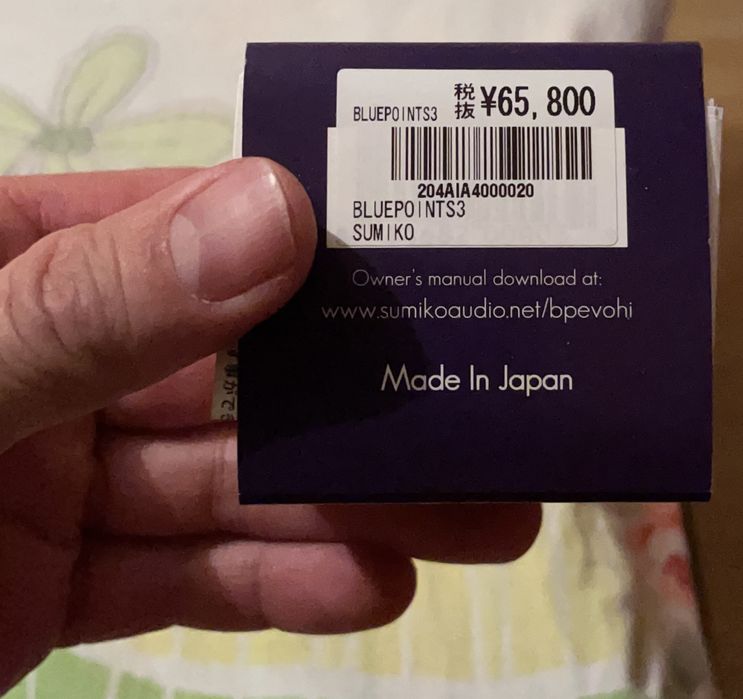 BLUEPOINTS3 税抜 ¥65,800
204AIA4000020
BLUEPOINTS3
SUMIKO
Owner's manual download at:
www.sumikoaudio.net/bpevohi
Made In Japan